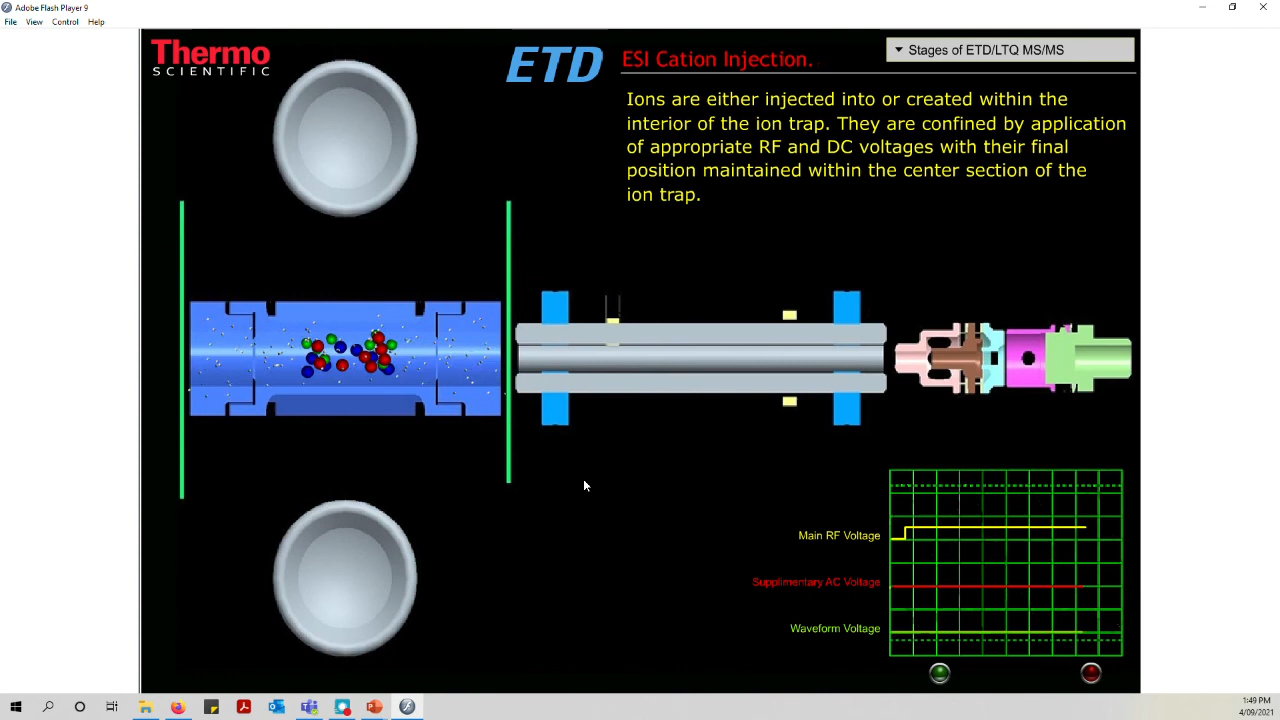 Adobe Flash Player 9
File View Control Help
Thermo
SCIENTIFIC
ETD
ESI Cation Injection.
Stages of ETD/LTQ MS/MS
Ions are either injected into or created within the
interior of the ion trap. They are confined by application
of appropriate RF and DC voltages with their final
position maintained within the center section of the
ion trap.
Main RF Voltage
Supplimentary AC Voltage
Waveform Voltage
1:49 PM
4/09/2021